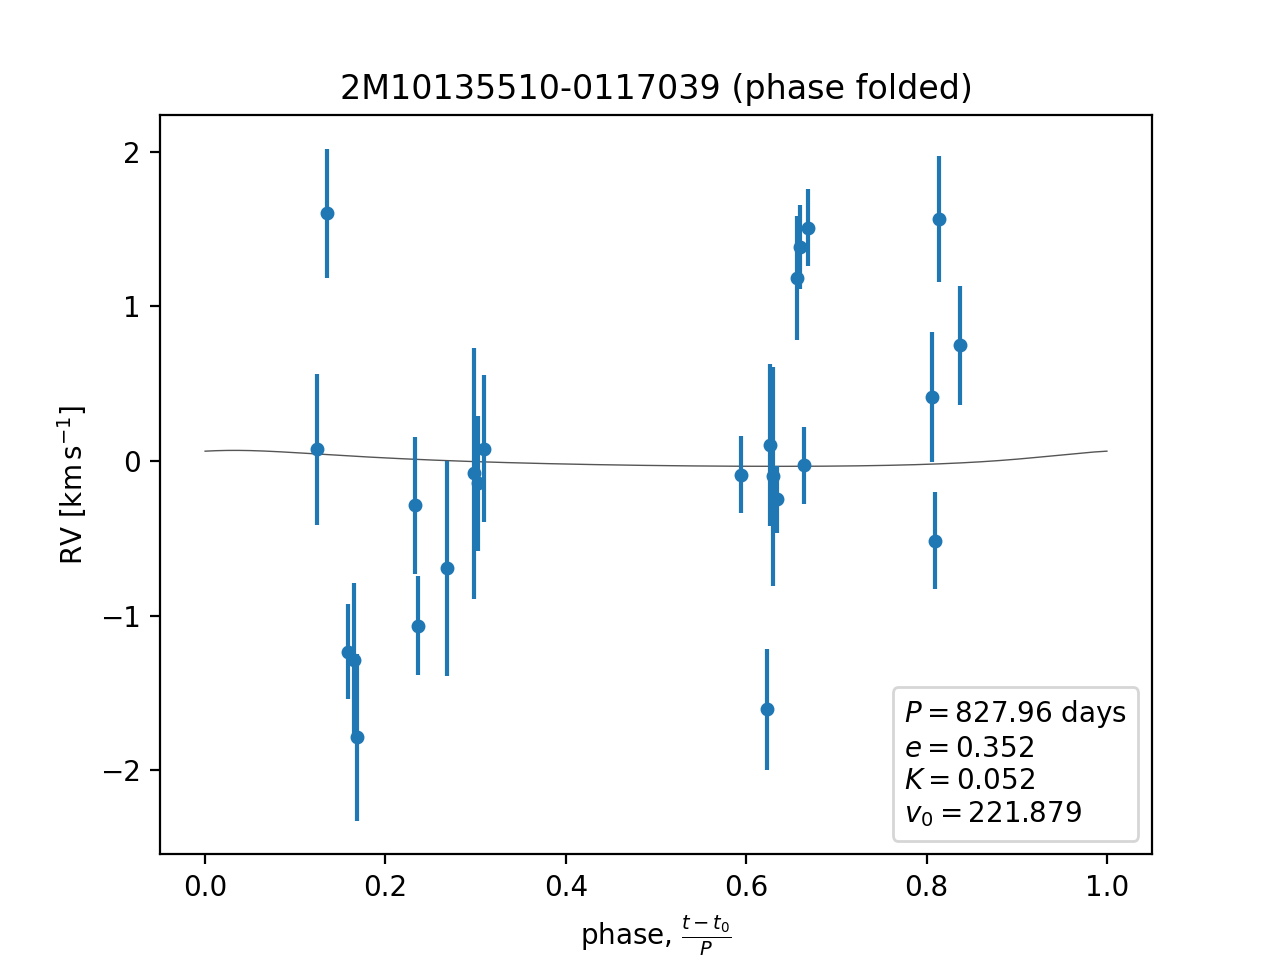 2M10135510-0117039 (phase folded)
RV [km s⁻¹]
2
1
0
−1
−2
P = 827.96 days
e = 0.352
K = 0.052
v₀ = 221.879
0.0 0.2 0.4 0.6 0.8 1.0
phase, (t − t₀)/P